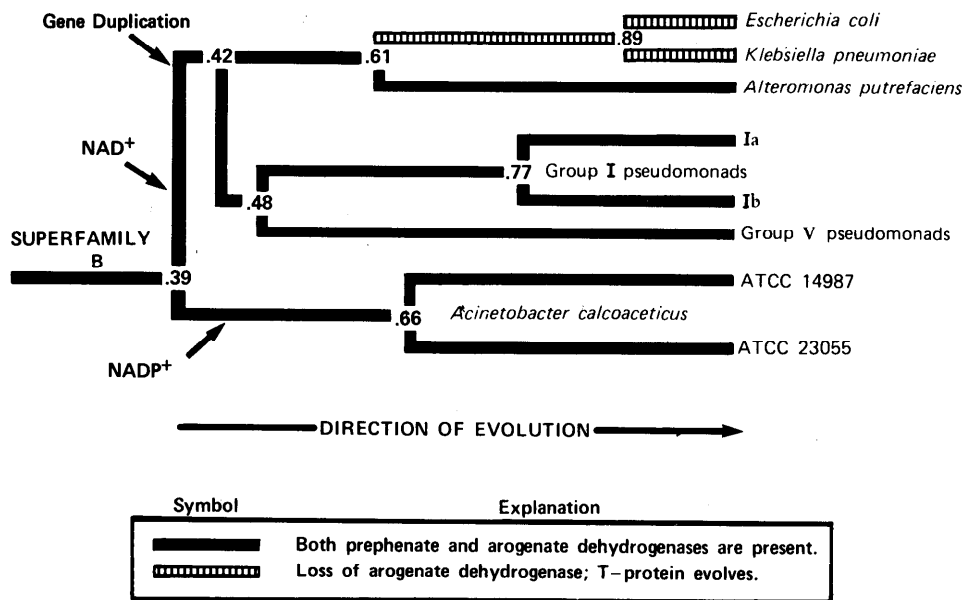 Gene Duplication
Escherichia coli
.89
Klebsiella pneumoniae
.42
.61
Alteromonas putrefaciens
NAD+
Ia
.77 Group I pseudomonads
Ib
.48
Group V pseudomonads
SUPERFAMILY
B
.39
ATCC 14987
.66 Acinetobacter calcoaceticus
ATCC 23055
NADP+
DIRECTION OF EVOLUTION
Symbol Explanation
Both prephenate and arogenate dehydrogenases are present.
Loss of arogenate dehydrogenase; T-protein evolves.